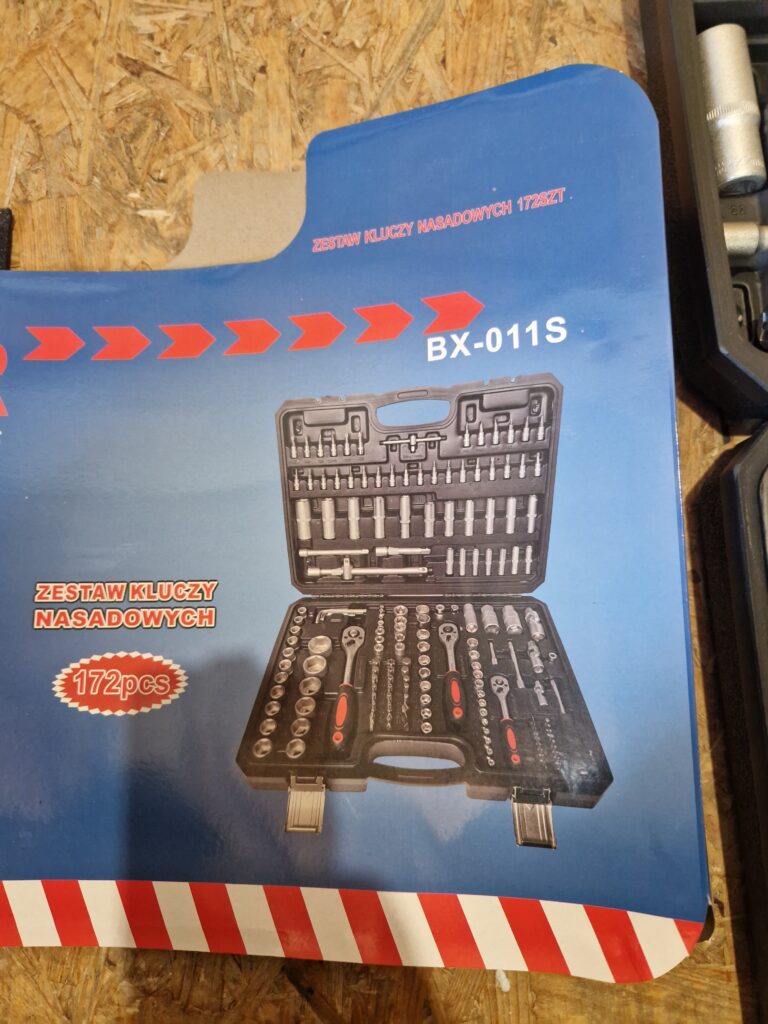 ZESTAW KLUCZY NASADOWYCH 172SZT
BX-011S
ZESTAW KLUCZY
NASADOWYCH
172pcs